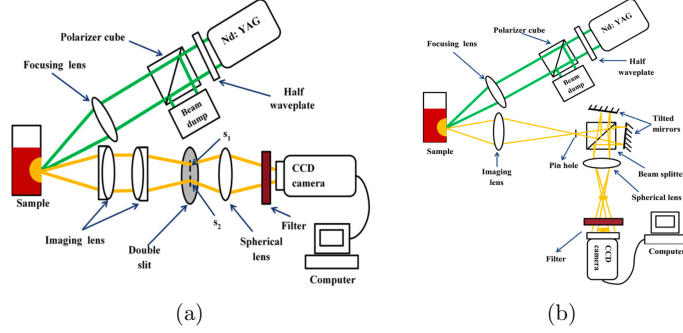 Polarizer cube
Nd: YAG
Focusing lens
Half
waveplate
Beam
dump
s1
CCD
camera
Sample
s2
Filter
Imaging lens
Double
slit
Spherical
lens
Computer
(a)
(b)
Polarizer cube
Nd: YAG
Focusing lens
Half
waveplate
Beam
dump
Tilted
mirrors
Sample
Imaging
lens
Pin hole
Beam splitter
Spherical lens
Filter
CCD
camera
Computer
(b)